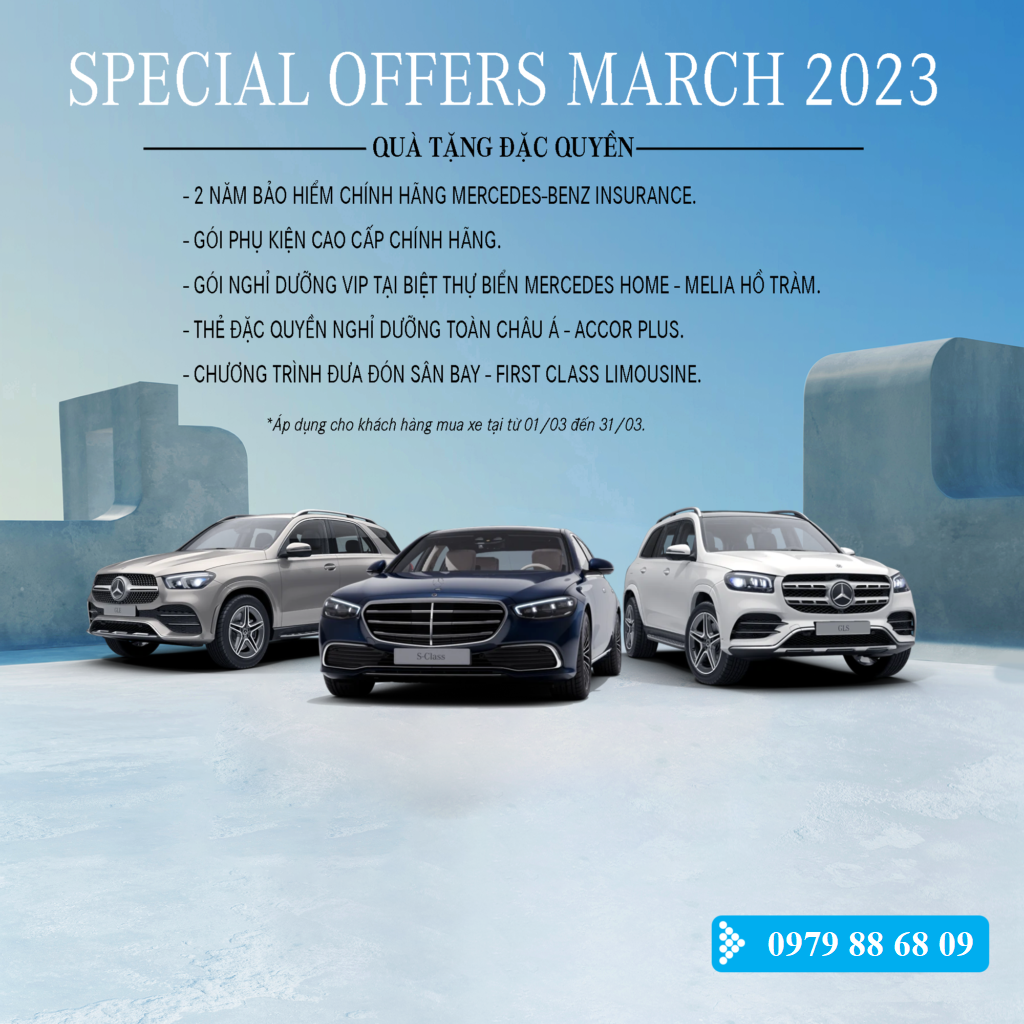 SPECIAL OFFERS MARCH 2023
QUÀ TẶNG ĐẶC QUYỀN
- 2 NĂM BẢO HIỂM CHÍNH HÃNG MERCEDES-BENZ INSURANCE.
- GÓI PHỤ KIỆN CAO CẤP CHÍNH HÃNG.
- GÓI NGHỈ DƯỠNG VIP TẠI BIỆT THỰ BIỂN MERCEDES HOME - MELIA HỒ TRÀM.
- THẺ ĐẶC QUYỀN NGHỈ DƯỠNG TOÀN CHÂU Á - ACCOR PLUS.
- CHƯƠNG TRÌNH ĐƯA ĐÓN SÂN BAY - FIRST CLASS LIMOUSINE.
*Áp dụng cho khách hàng mua xe tại từ 01/03 đến 31/03.
GLE
S-Class
GLS
0979 88 68 09